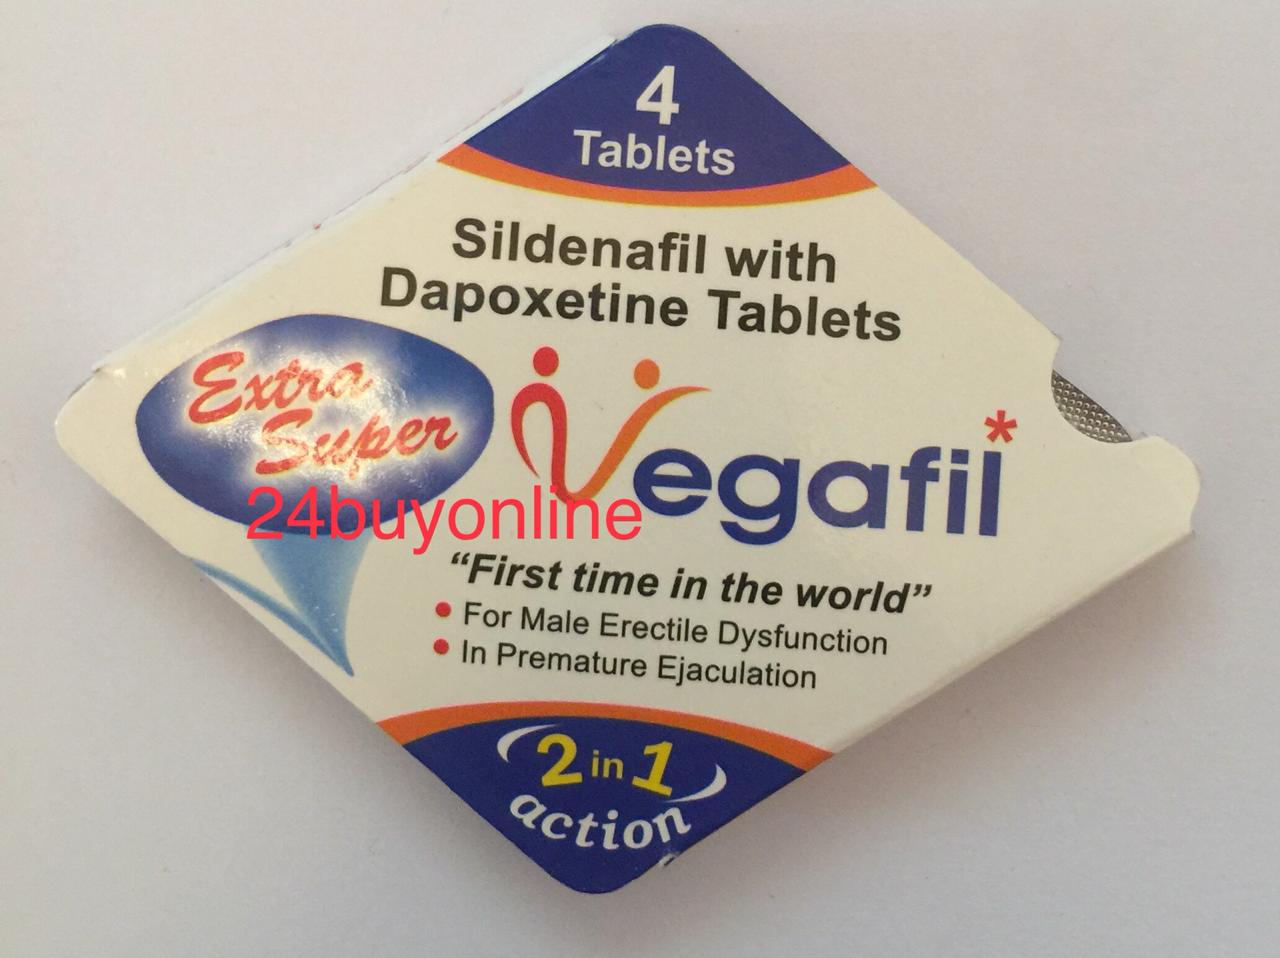 4
Tablets
Sildenafil with
Dapoxetine Tablets
Extra
Super
Vegafil*
24buyonline
“First time in the world”
• For Male Erectile Dysfunction
• In Premature Ejaculation
2 in 1
action